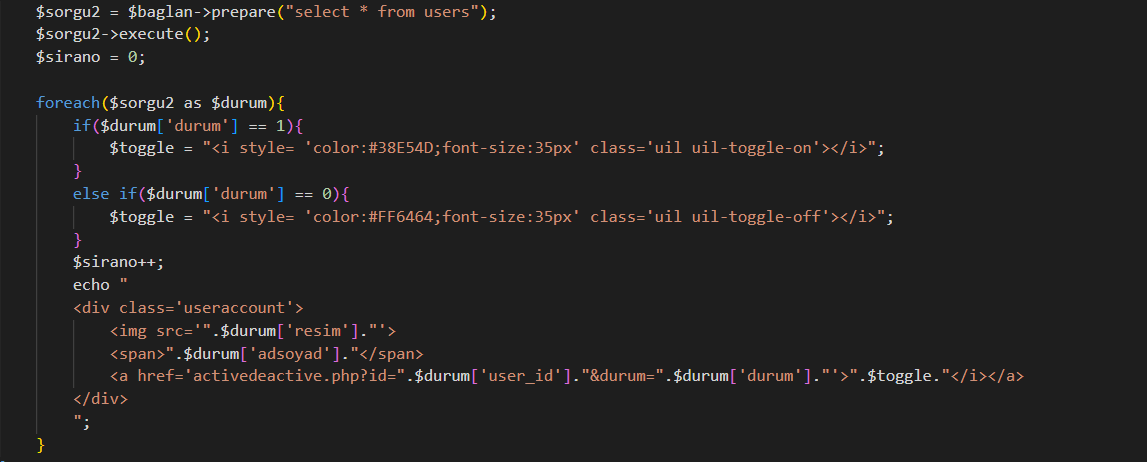 $sorgu2 = $baglan->prepare("select * from users");
$sorgu2->execute();
$sirano = 0;
foreach($sorgu2 as $durum){
if($durum['durum'] == 1){
$toggle = "<i style= 'color:#38E54D;font-size:35px' class='uil uil-toggle-on'></i>";
}
else if($durum['durum'] == 0){
$toggle = "<i style= 'color:#FF6464;font-size:35px' class='uil uil-toggle-off'></i>";
}
$sirano++;
echo "
<div class='useraccount'>
<img src='".$durum['resim']."'>
<span>".$durum['adsoyad']."</span>
<a href='activedeactive.php?id=".$durum['user_id']."&durum=".$durum['durum']."'>".$toggle."</i></a>
</div>
";
}